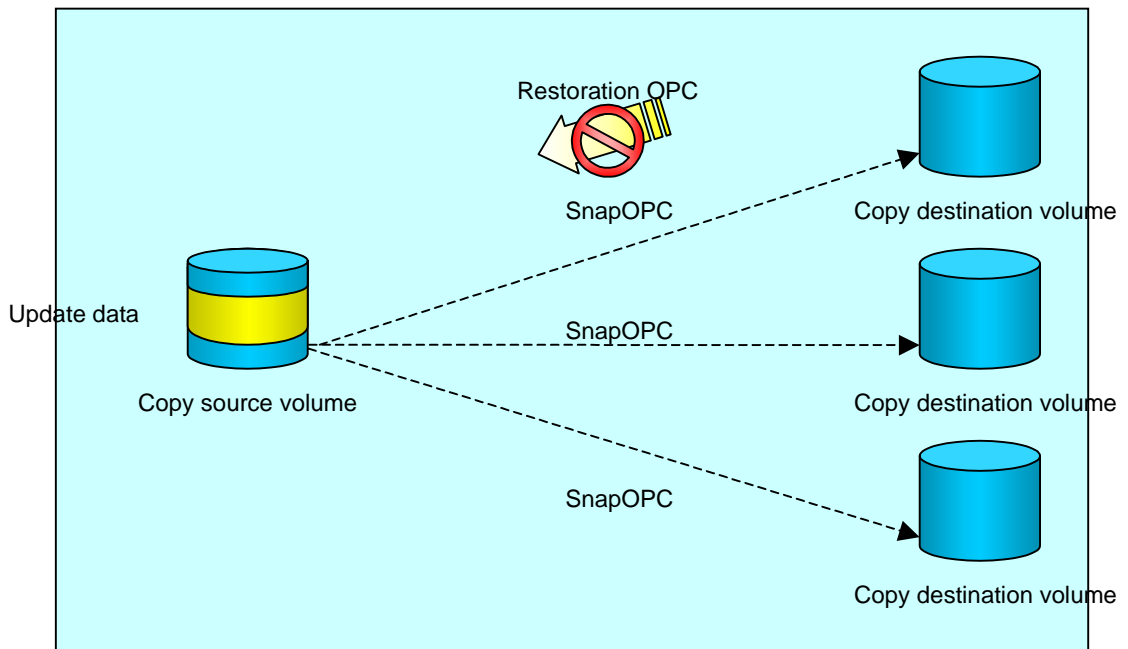 Restoration OPC
SnapOPC
Copy destination volume
Update data
SnapOPC
Copy source volume
Copy destination volume
SnapOPC
Copy destination volume